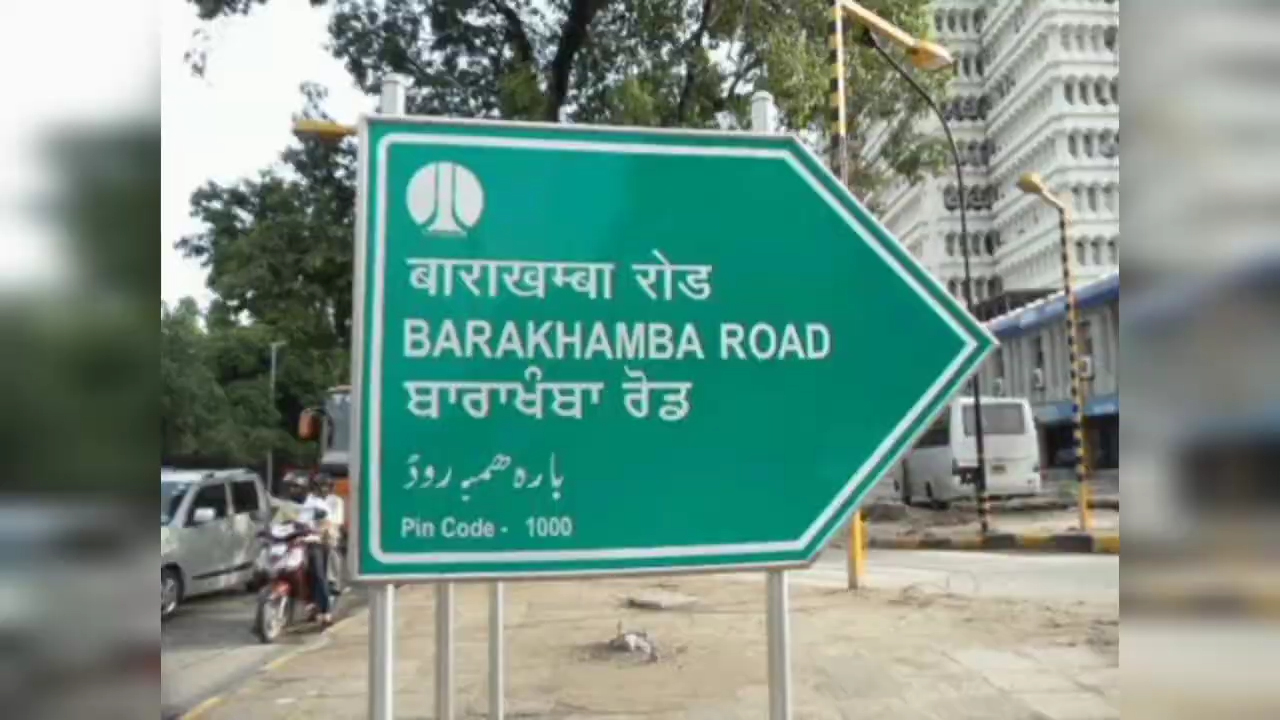 बाराखम्बा रोड
BARAKHAMBA ROAD
ਬਾਰਾਖੰਬਾ ਰੋਡ
بارہ کھمبہ روڈ
Pin Code - 1000